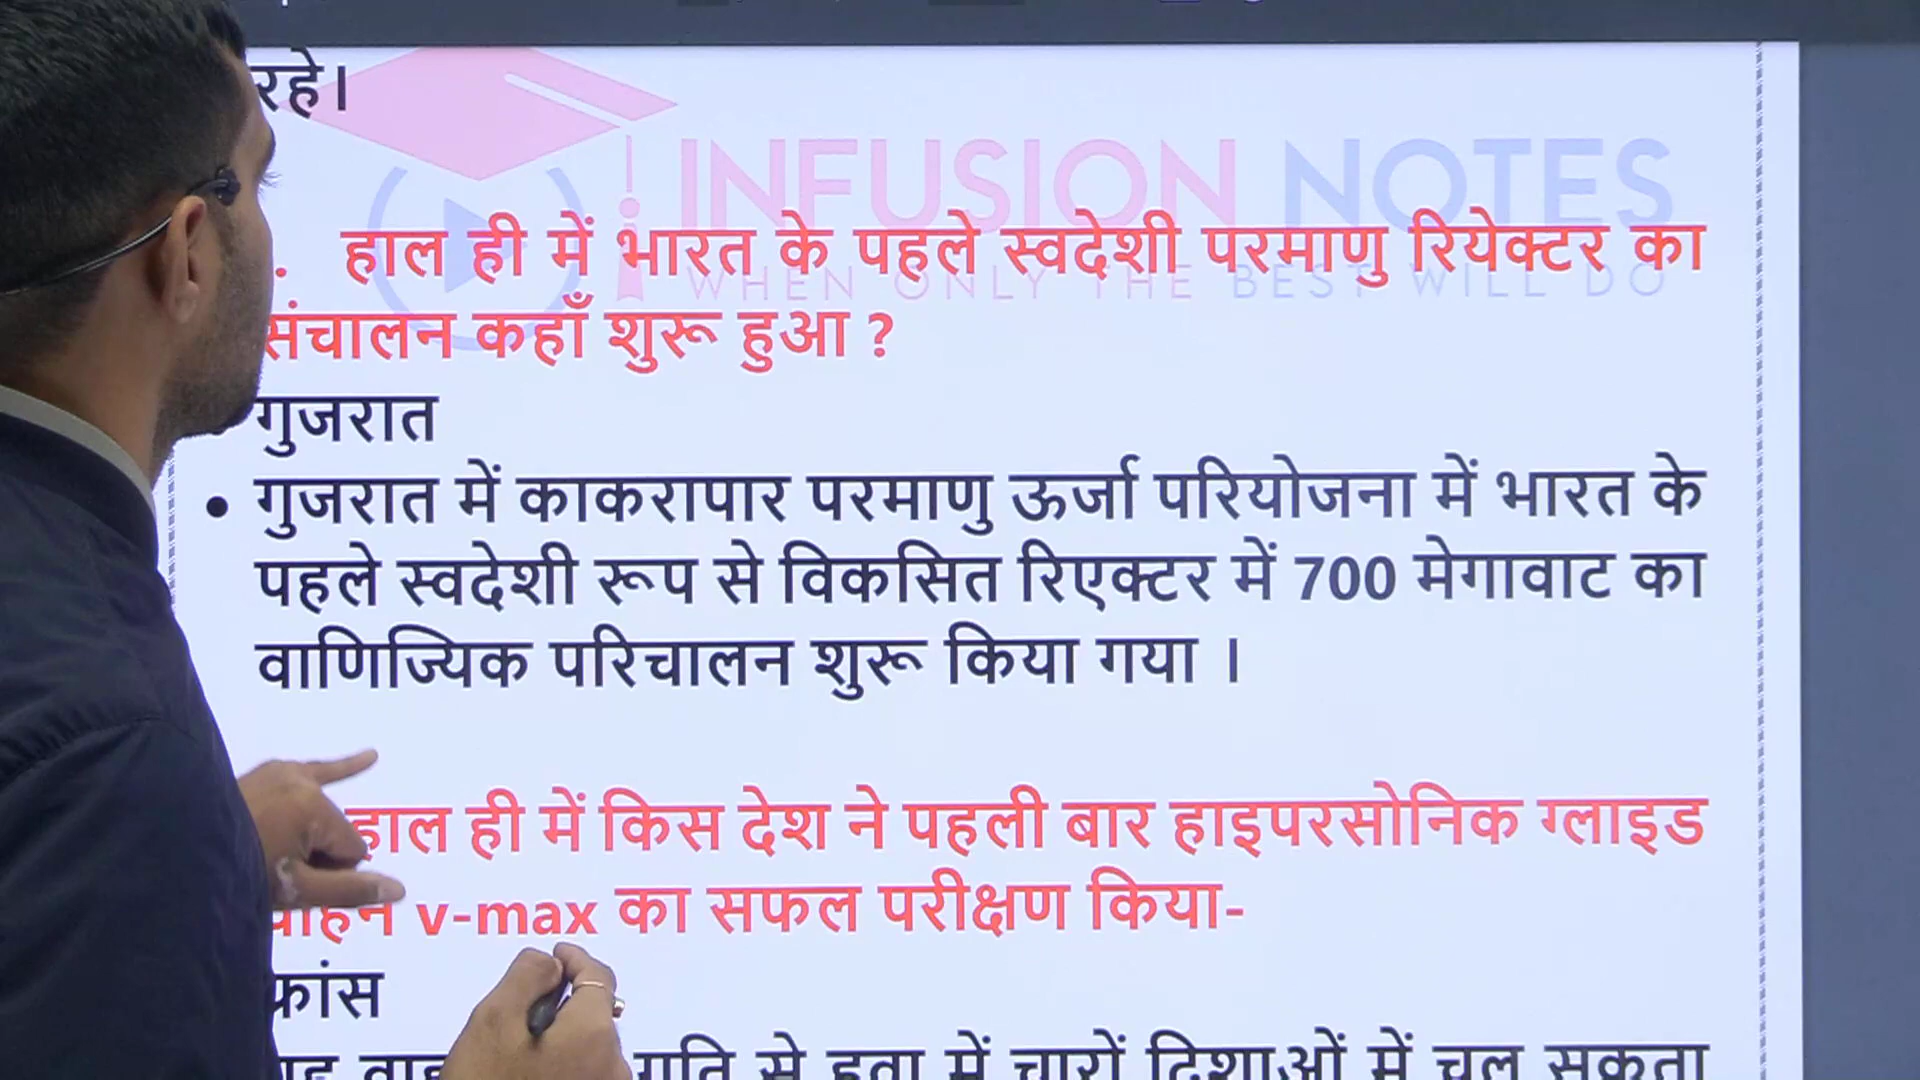 रहे।
INFUSION NOTES
WHEN ONLY THE BEST WILL DO
. हाल ही में भारत के पहले स्वदेशी परमाणु रियेक्टर का
संचालन कहाँ शुरू हुआ ?
• गुजरात
• गुजरात में काकरापार परमाणु ऊर्जा परियोजना में भारत के
पहले स्वदेशी रूप से विकसित रिएक्टर में 700 मेगावाट का
वाणिज्यिक परिचालन शुरू किया गया ।
हाल ही में किस देश ने पहली बार हाइपरसोनिक ग्लाइड
वाहन v-max का सफल परीक्षण किया-
फ्रांस
गति से हवा में चारों दिशाओं में चल सकता